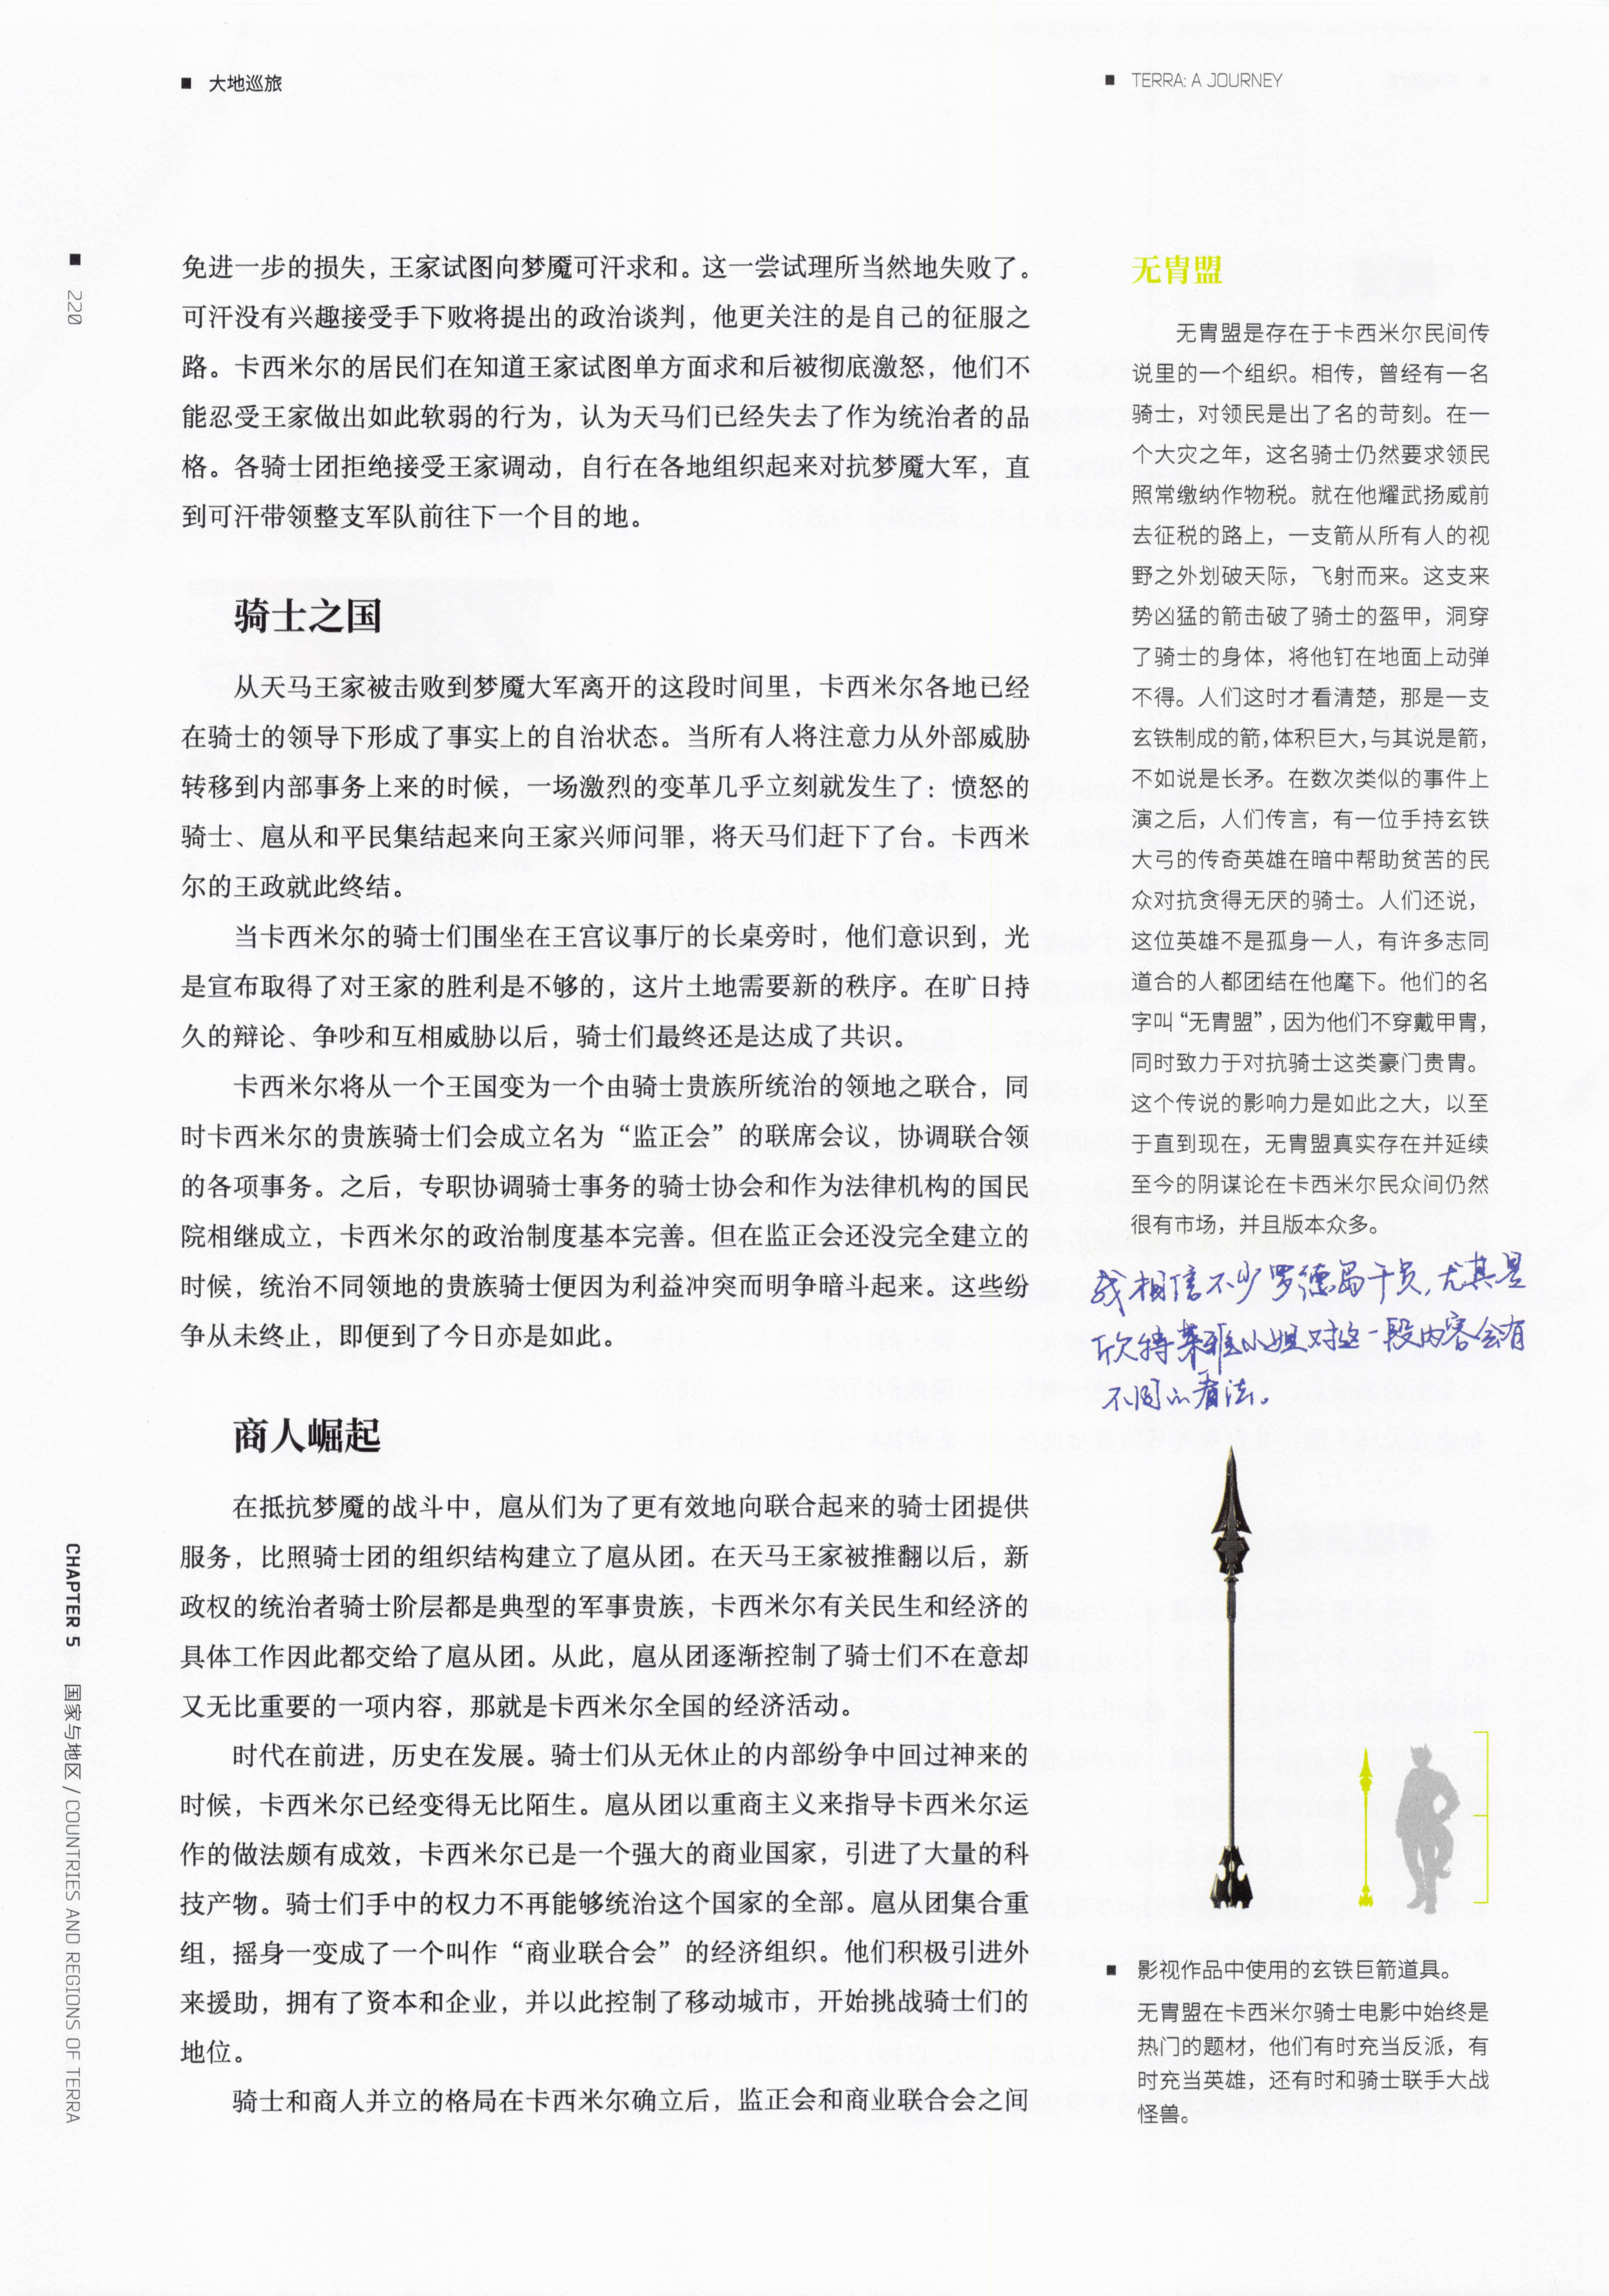 ■ 大地巡旅
■ TERRA: A JOURNEY
■ 220
免进一步的损失，王家试图向梦魇可汗求和。这一尝试理所当然地失败了。
可汗没有兴趣接受手下败将提出的政治谈判，他更关注的是自己的征服之
路。卡西米尔的居民们在知道王家试图单方面求和后被彻底激怒，他们不
能忍受王家做出如此软弱的行为，认为天马们已经失去了作为统治者的品
格。各骑士团拒绝接受王家调动，自行在各地组织起来对抗梦魇大军，直
到可汗带领整支军队前往下一个目的地。
骑士之国
从天马王家被击败到梦魇大军离开的这段时间里，卡西米尔各地已经
在骑士的领导下形成了事实上的自治状态。当所有人将注意力从外部威胁
转移到内部事务上来的时候，一场激烈的变革几乎立刻就发生了：愤怒的
骑士、扈从和平民集结起来向王家兴师问罪，将天马们赶下了台。卡西米
尔的王政就此终结。
当卡西米尔的骑士们围坐在王宫议事厅的长桌旁时，他们意识到，光
是宣布取得了对王家的胜利是不够的，这片土地需要新的秩序。在旷日持
久的辩论、争吵和互相威胁以后，骑士们最终还是达成了共识。
卡西米尔将从一个王国变为一个由骑士贵族所统治的领地之联合，同
时卡西米尔的贵族骑士们会成立名为“监正会”的联席会议，协调联合领
的各项事务。之后，专职协调骑士事务的骑士协会和作为法律机构的国民
院相继成立，卡西米尔的政治制度基本完善。但在监正会还没完全建立的
时候，统治不同领地的贵族骑士便因为利益冲突而明争暗斗起来。这些纷
争从未终止，即便到了今日亦是如此。
商人崛起
在抵抗梦魇的战斗中，扈从们为了更有效地向联合起来的骑士团提供
服务，比照骑士团的组织结构建立了扈从团。在天马王家被推翻以后，新
政权的统治者骑士阶层都是典型的军事贵族，卡西米尔有关民生和经济的
具体工作因此都交给了扈从团。从此，扈从团逐渐控制了骑士们不在意却
又无比重要的一项内容，那就是卡西米尔全国的经济活动。
时代在前进，历史在发展。骑士们从无休止的内部纷争中回过神来的
时候，卡西米尔已经变得无比陌生。扈从团以重商主义来指导卡西米尔运
作的做法颇有成效，卡西米尔已是一个强大的商业国家，引进了大量的科
技产物。骑士们手中的权力不再能够统治这个国家的全部。扈从团集合重
组，摇身一变成了一个叫作“商业联合会”的经济组织。他们积极引进外
来援助，拥有了资本和企业，并以此控制了移动城市，开始挑战骑士们的
地位。
骑士和商人并立的格局在卡西米尔确立后，监正会和商业联合会之间
无胄盟
无胄盟是存在于卡西米尔民间传
说里的一个组织。相传，曾经有一名
骑士，对领民是出了名的苛刻。在一
个大灾之年，这名骑士仍然要求领民
照常缴纳作物税。就在他耀武扬威前
去征税的路上，一支箭从所有人的视
野之外划破天际，飞射而来。这支来
势凶猛的箭击破了骑士的盔甲，洞穿
了骑士的身体，将他钉在地面上动弹
不得。人们这时才看清楚，那是一支
玄铁制成的箭，体积巨大，与其说是箭，
不如说是长矛。在数次类似的事件上
演之后，人们传言，有一位手持玄铁
大弓的传奇英雄在暗中帮助贫苦的民
众对抗贪得无厌的骑士。人们还说，
这位英雄不是孤身一人，有许多志同
道合的人都团结在他麾下。他们的名
字叫“无胄盟”，因为他们不穿戴甲胄，
同时致力于对抗骑士这类豪门贵胄。
这个传说的影响力是如此之大，以至
于直到现在，无胄盟真实存在并延续
至今的阴谋论在卡西米尔民众间仍然
很有市场，并且版本众多。
我相信不少罗德岛干员，尤其是
欣特莱雅小姐对这一段内容会有
不同的看法。
■ 影视作品中使用的玄铁巨箭道具。
无胄盟在卡西米尔骑士电影中始终是
热门的题材，他们有时充当反派，有
时充当英雄，还有时和骑士联手大战
怪兽。
CHAPTER 5 国家与地区 / COUNTRIES AND REGIONS OF TERRA